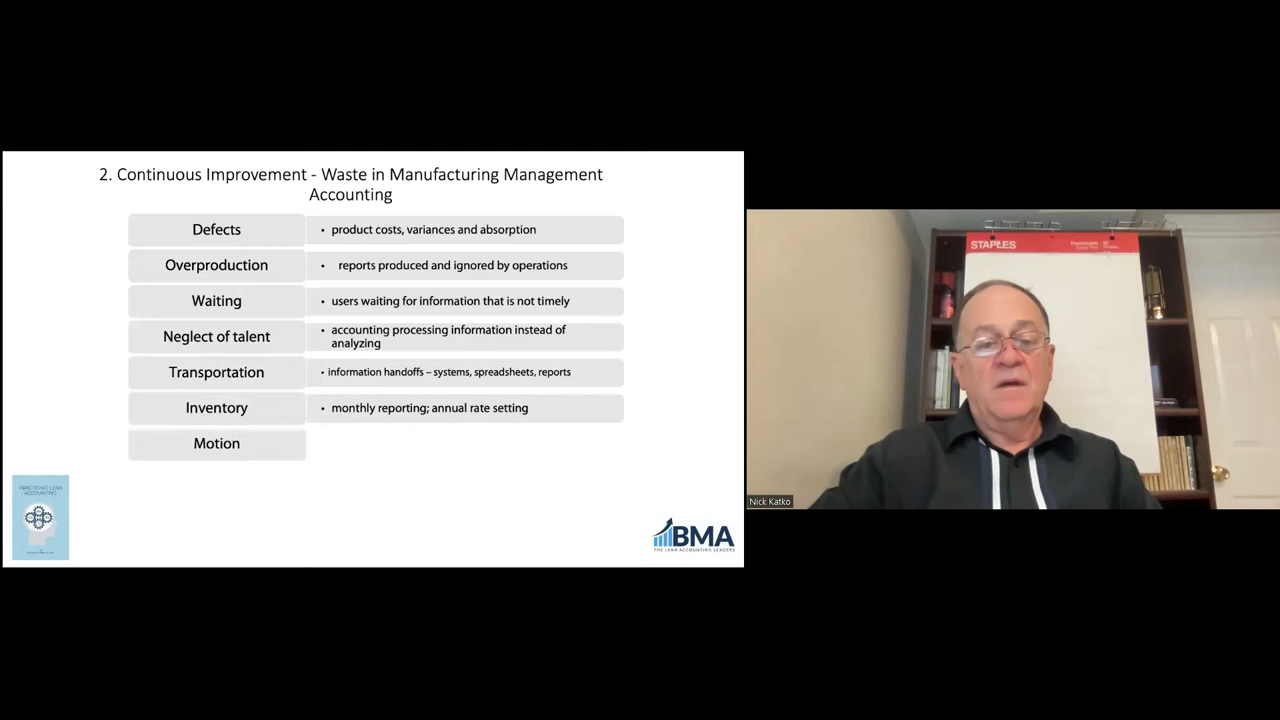 2. Continuous Improvement - Waste in Manufacturing Management
Accounting
Defects
• product costs, variances and absorption
Overproduction
• reports produced and ignored by operations
Waiting
• users waiting for information that is not timely
Neglect of talent
• accounting processing information instead of
analyzing
Transportation
• information handoffs – systems, spreadsheets, reports
Inventory
• monthly reporting; annual rate setting
Motion
PRACTICING LEAN
ACCOUNTING
BMA
THE LEAN ACCOUNTING LEADERS
STAPLES
Nick Katko